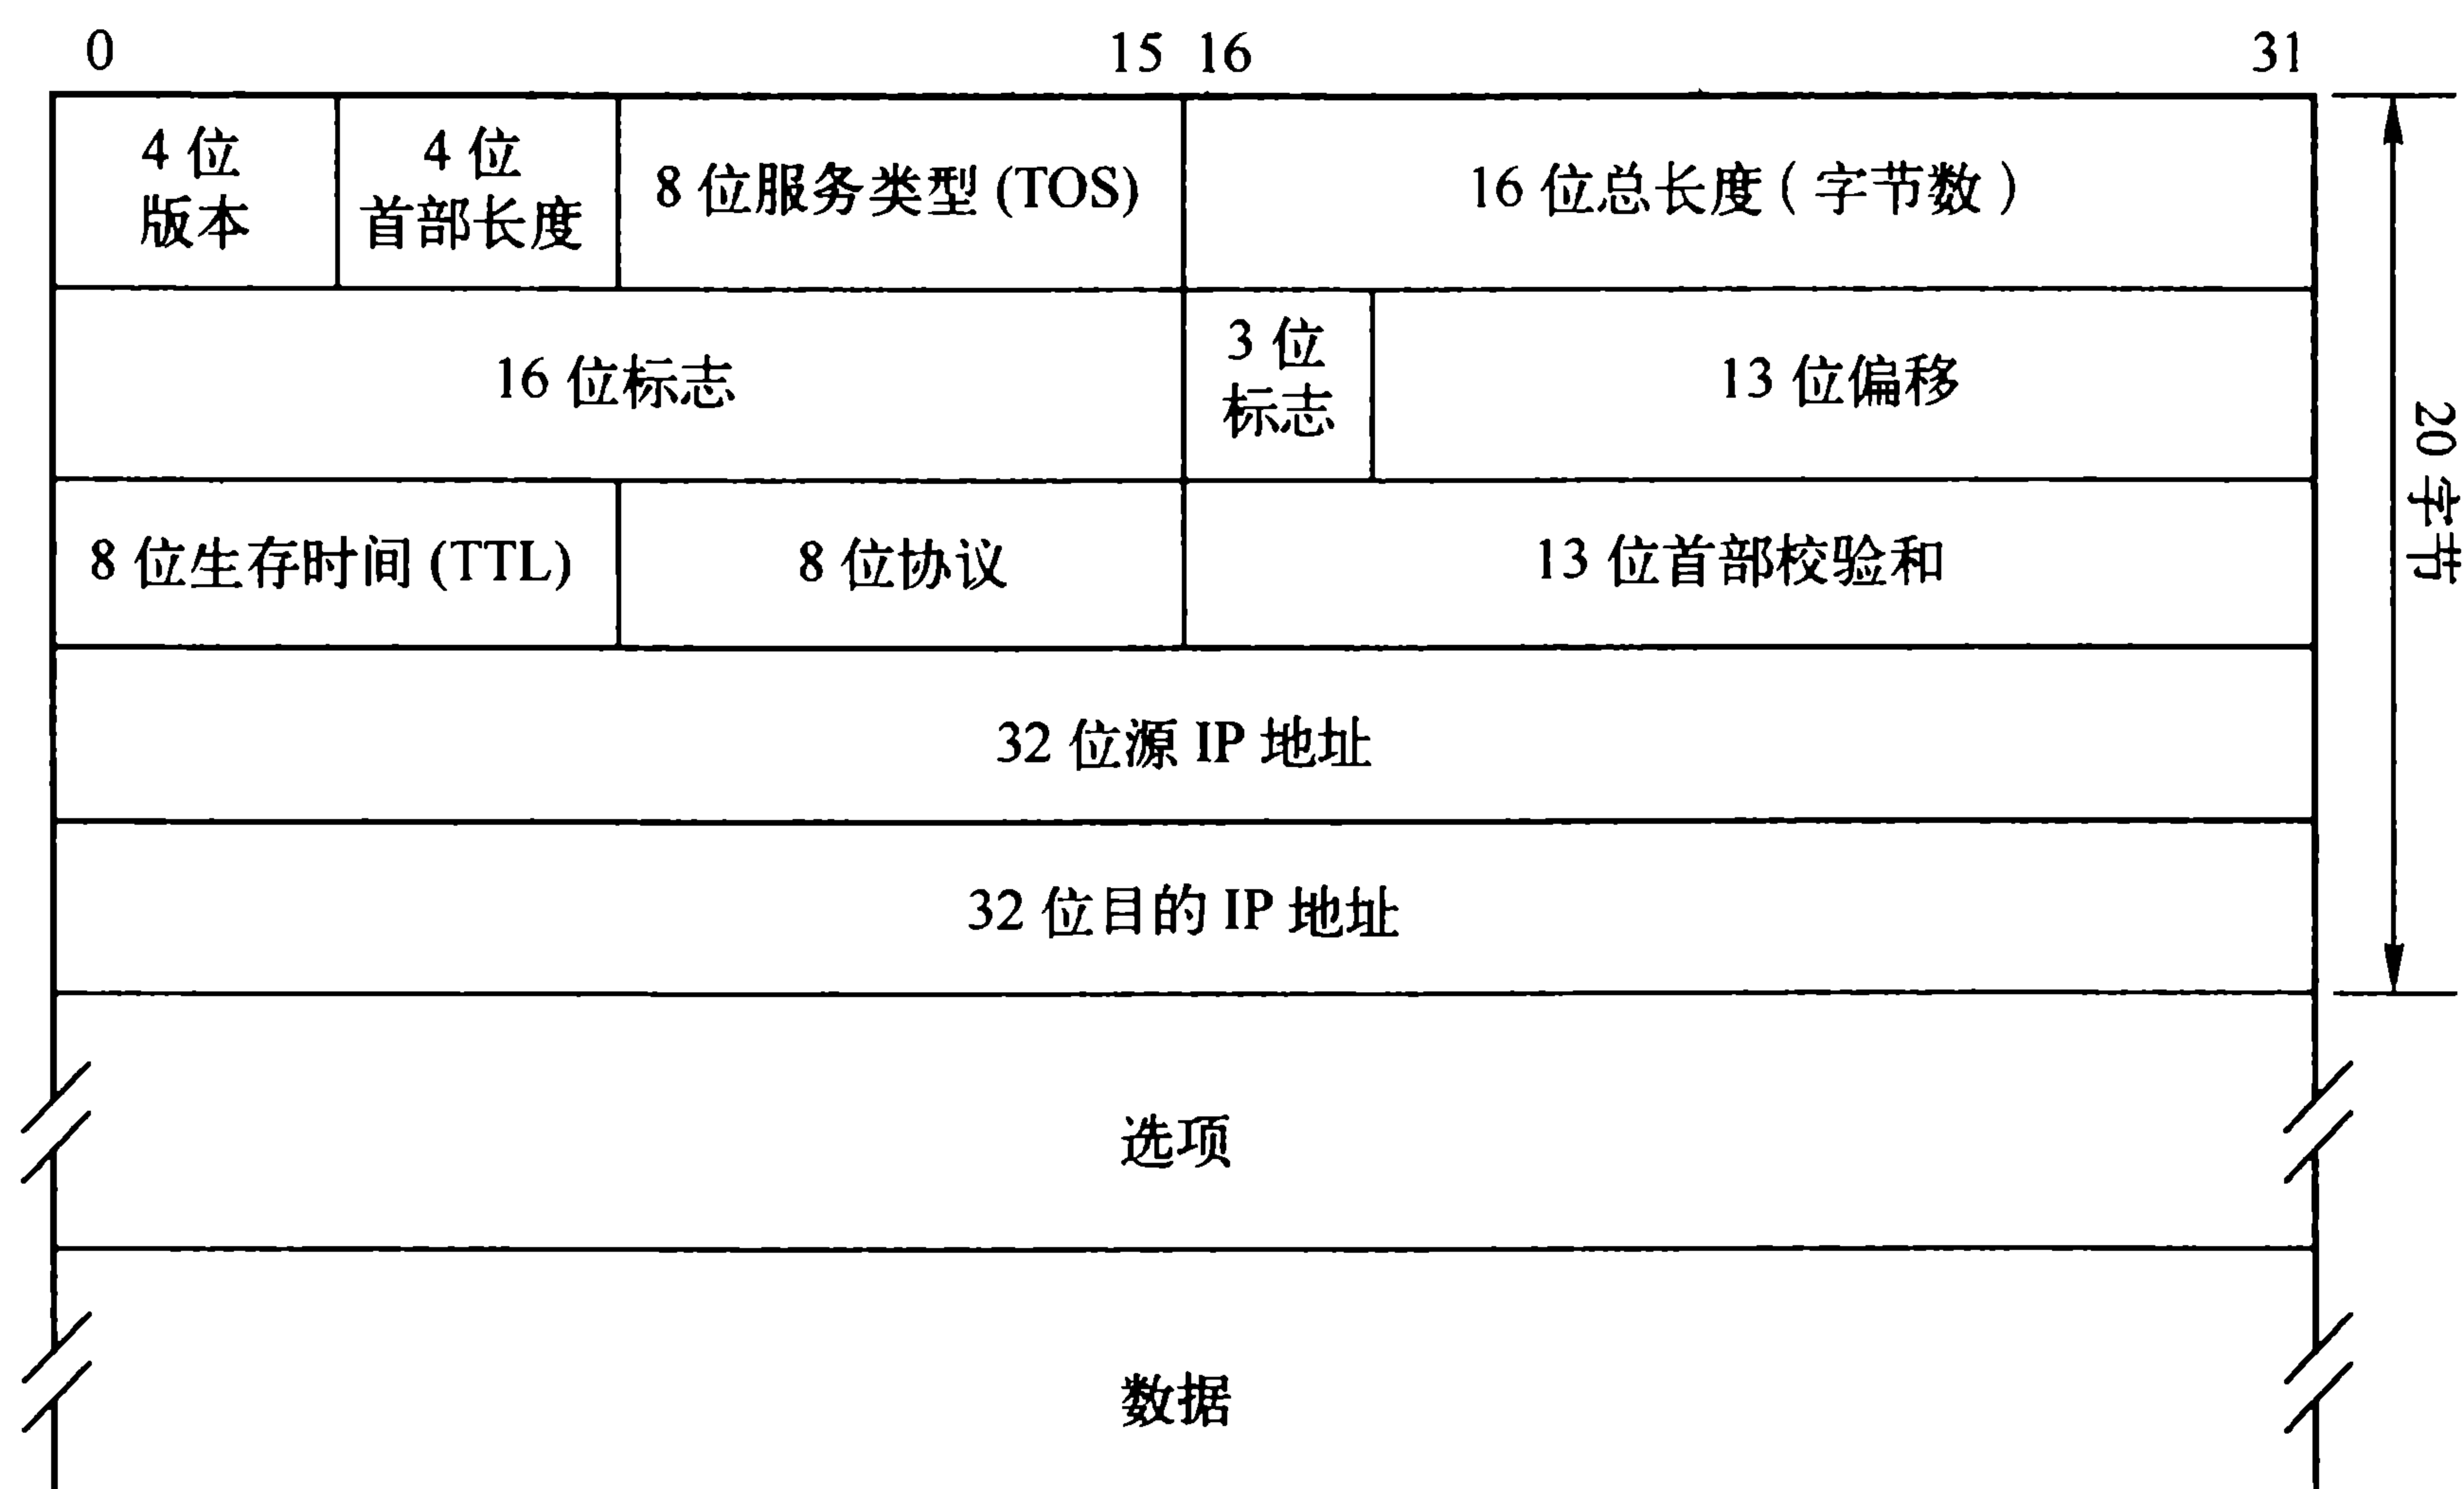 0 15 16 31
4 位
版本
4 位
首部长度
8 位服务类型 (TOS)
16 位总长度 ( 字节数 )
16 位标志
3 位
标志
13 位偏移
8 位生存时间 (TTL)
8 位协议
13 位首部校验和
20 字节
32 位源 IP 地址
32 位目的 IP 地址
选项
数据